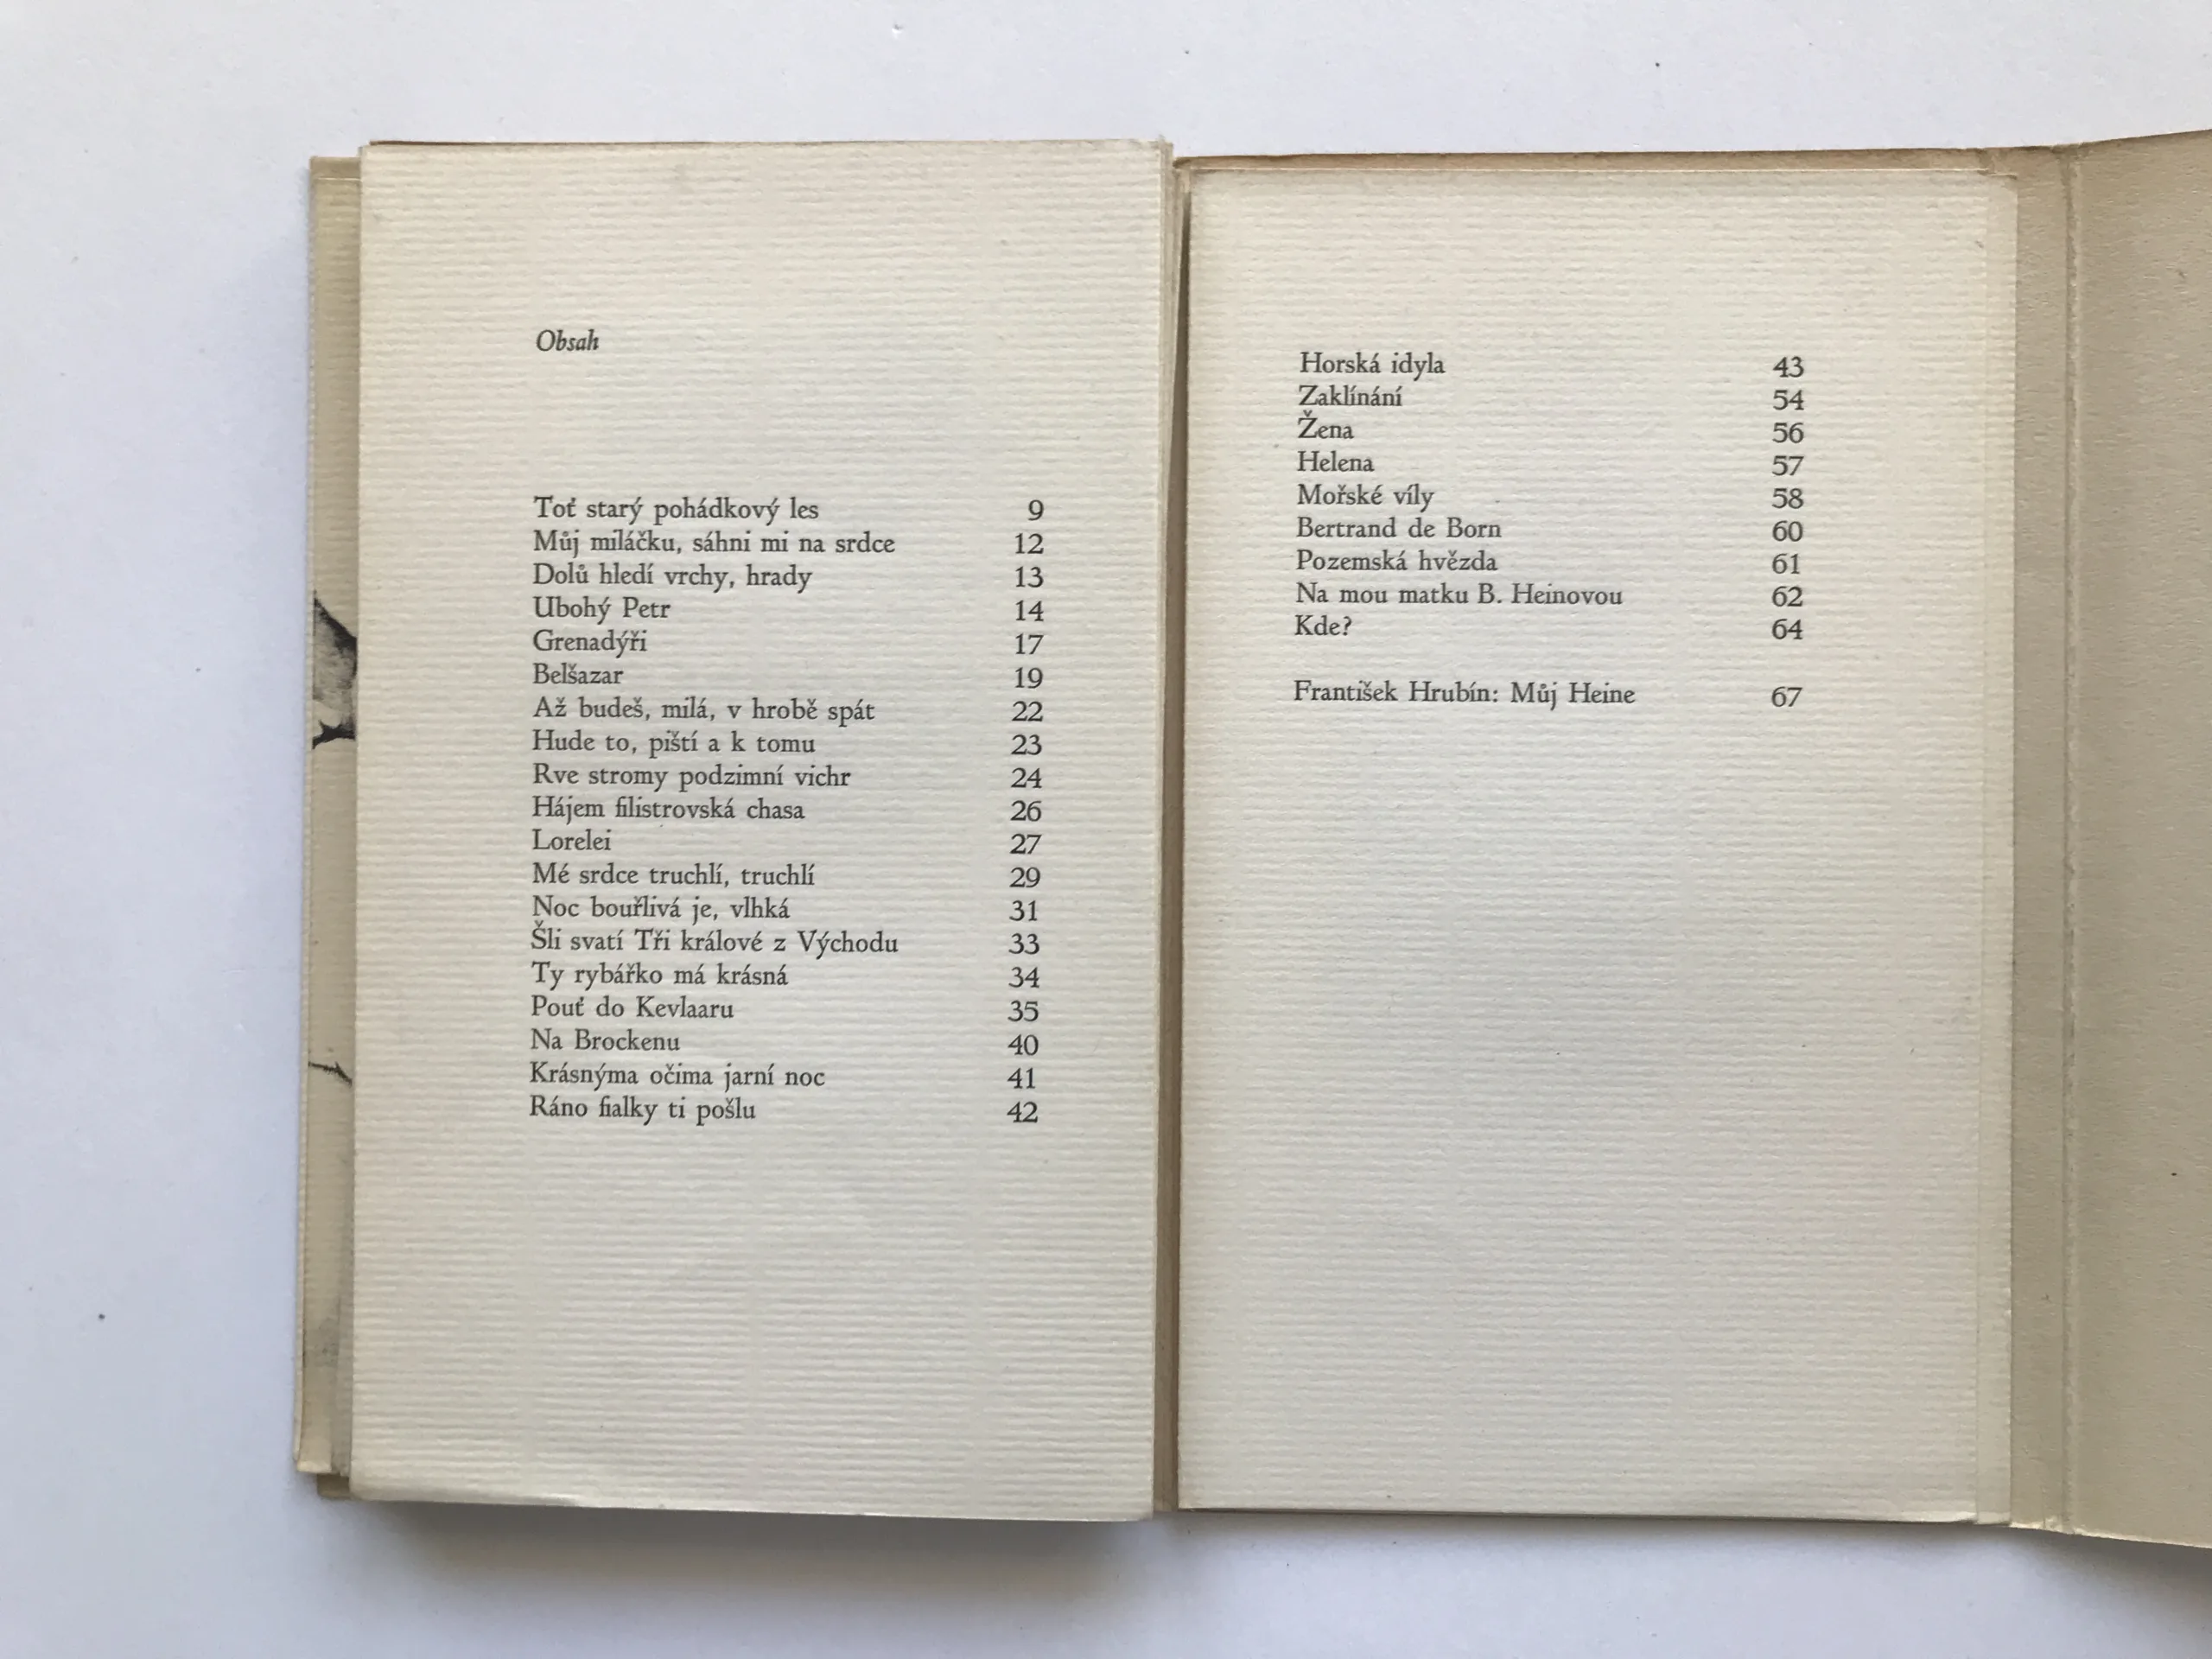 Obsah
Toť starý pohádkový les 9
Můj miláčku, sáhni mi na srdce 12
Dolů hledí vrchy, hrady 13
Ubohý Petr 14
Grenadýři 17
Belšazar 19
Až budeš, milá, v hrobě spát 22
Hude to, piští a k tomu 23
Rve stromy podzimní vichr 24
Hájem filistrovská chasa 26
Lorelei 27
Mé srdce truchlí, truchlí 29
Noc bouřlivá je, vlhká 31
Šli svatí Tři králové z Východu 33
Ty rybářko má krásná 34
Pouť do Kevlaaru 35
Na Brockenu 40
Krásnýma očima jarní noc 41
Ráno fialky ti pošlu 42
Horská idyla 43
Zaklínání 54
Žena 56
Helena 57
Mořské víly 58
Bertrand de Born 60
Pozemská hvězda 61
Na mou matku B. Heinovou 62
Kde? 64
František Hrubín: Můj Heine 67